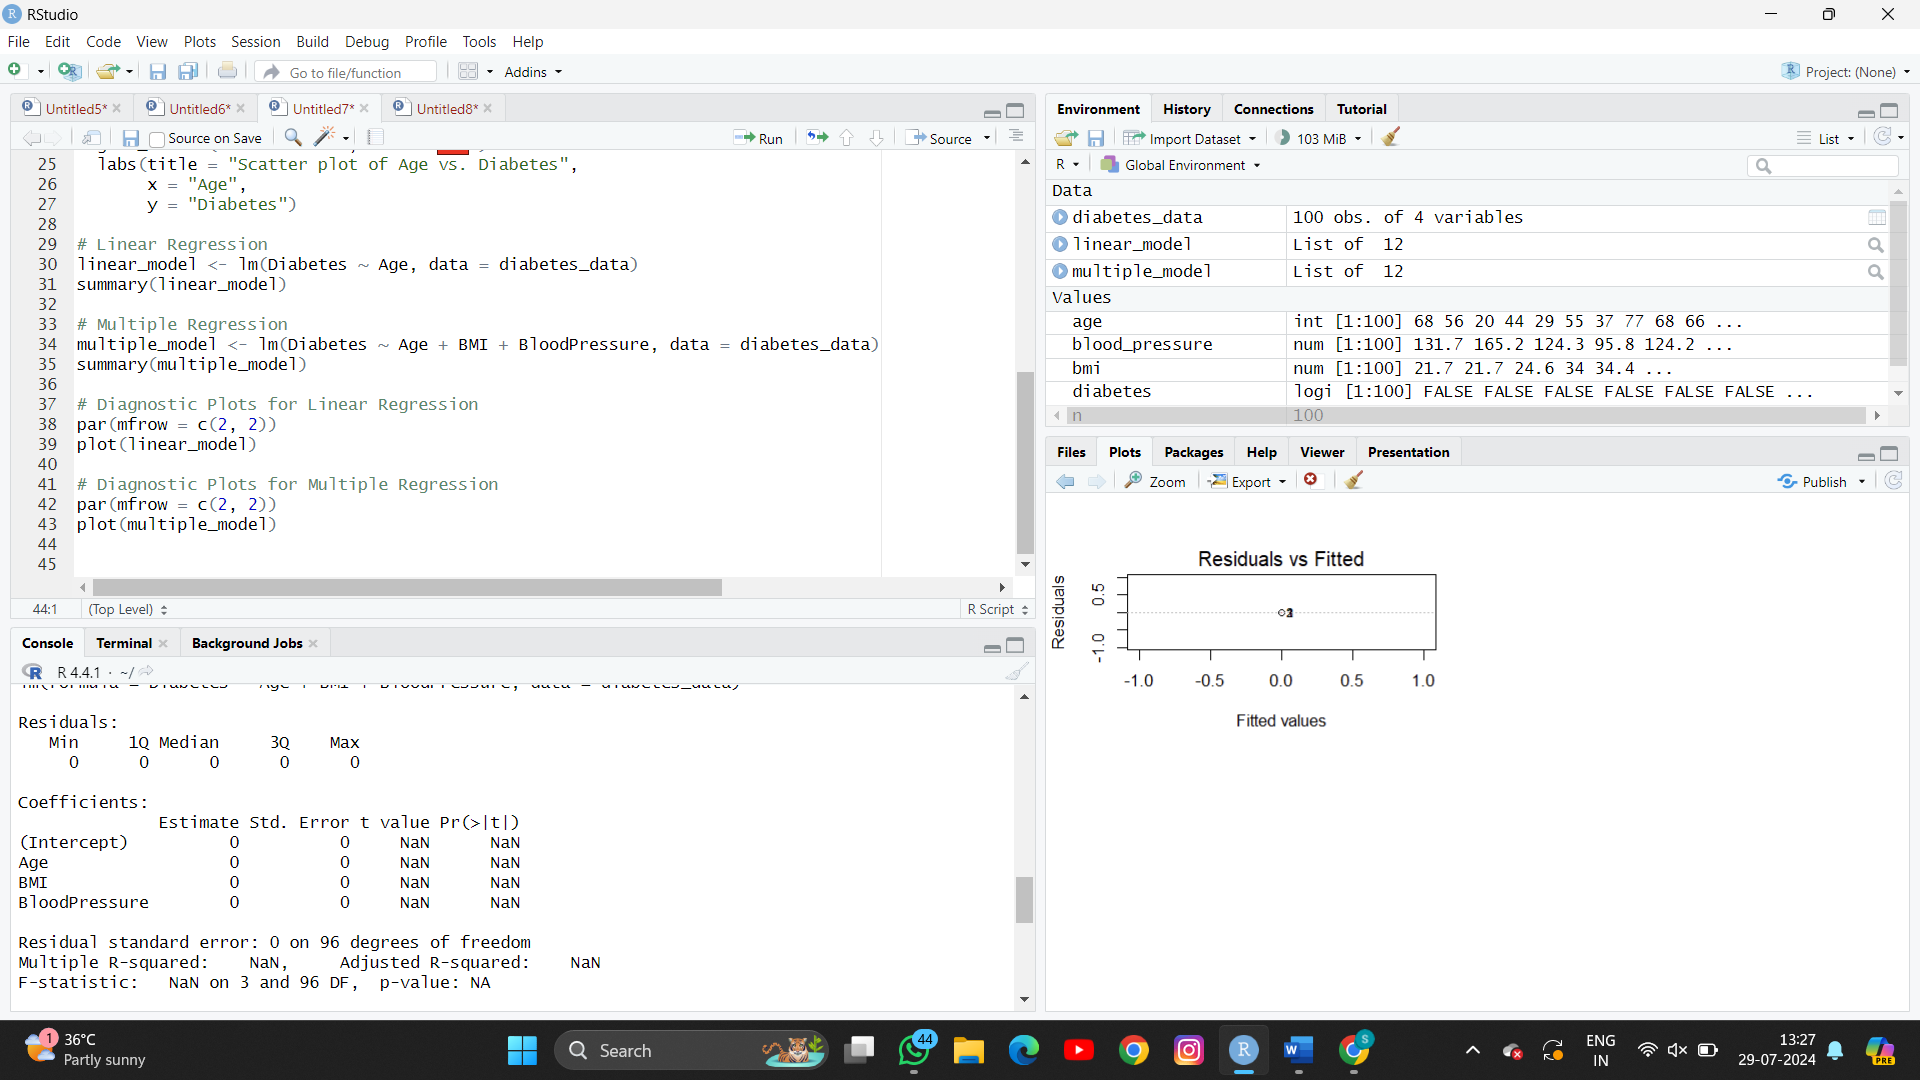 RStudio
File Edit Code View Plots Session Build Debug Profile Tools Help
Go to file/function Addins Project: (None)
Untitled5* Untitled6* Untitled7* Untitled8*
Source on Save Run Source
25 labs(title = "Scatter plot of Age vs. Diabetes",
26 x = "Age",
27 y = "Diabetes")
28
29 # Linear Regression
30 linear_model <- lm(Diabetes ~ Age, data = diabetes_data)
31 summary(linear_model)
32
33 # Multiple Regression
34 multiple_model <- lm(Diabetes ~ Age + BMI + BloodPressure, data = diabetes_data)
35 summary(multiple_model)
36
37 # Diagnostic Plots for Linear Regression
38 par(mfrow = c(2, 2))
39 plot(linear_model)
40
41 # Diagnostic Plots for Multiple Regression
42 par(mfrow = c(2, 2))
43 plot(multiple_model)
44
45
44:1 (Top Level) R Script
Console Terminal Background Jobs
R 4.4.1 · ~/
lm(formula = Diabetes ~ Age + BMI + BloodPressure, data = diabetes_data)
Residuals:
Min 1Q Median 3Q Max
0 0 0 0 0
Coefficients:
Estimate Std. Error t value Pr(>|t|)
(Intercept) 0 0 NaN NaN
Age 0 0 NaN NaN
BMI 0 0 NaN NaN
BloodPressure 0 0 NaN NaN
Residual standard error: 0 on 96 degrees of freedom
Multiple R-squared: NaN, Adjusted R-squared: NaN
F-statistic: NaN on 3 and 96 DF, p-value: NA
Environment History Connections Tutorial
Import Dataset 103 MiB List
R Global Environment
Data
diabetes_data 100 obs. of 4 variables
linear_model List of 12
multiple_model List of 12
Values
age int [1:100] 68 56 20 44 29 55 37 77 68 66 ...
blood_pressure num [1:100] 131.7 165.2 124.3 95.8 124.2 ...
bmi num [1:100] 21.7 21.7 24.6 34 34.4 ...
diabetes logi [1:100] FALSE FALSE FALSE FALSE FALSE FALSE ...
n 100
Files Plots Packages Help Viewer Presentation
Zoom Export Publish
Residuals vs Fitted
Residuals
0.5
-1.0
-1.0 -0.5 0.0 0.5 1.0
Fitted values
1 36°C
Partly sunny
Search
44
S
ENG
IN
13:27
29-07-2024
PRE